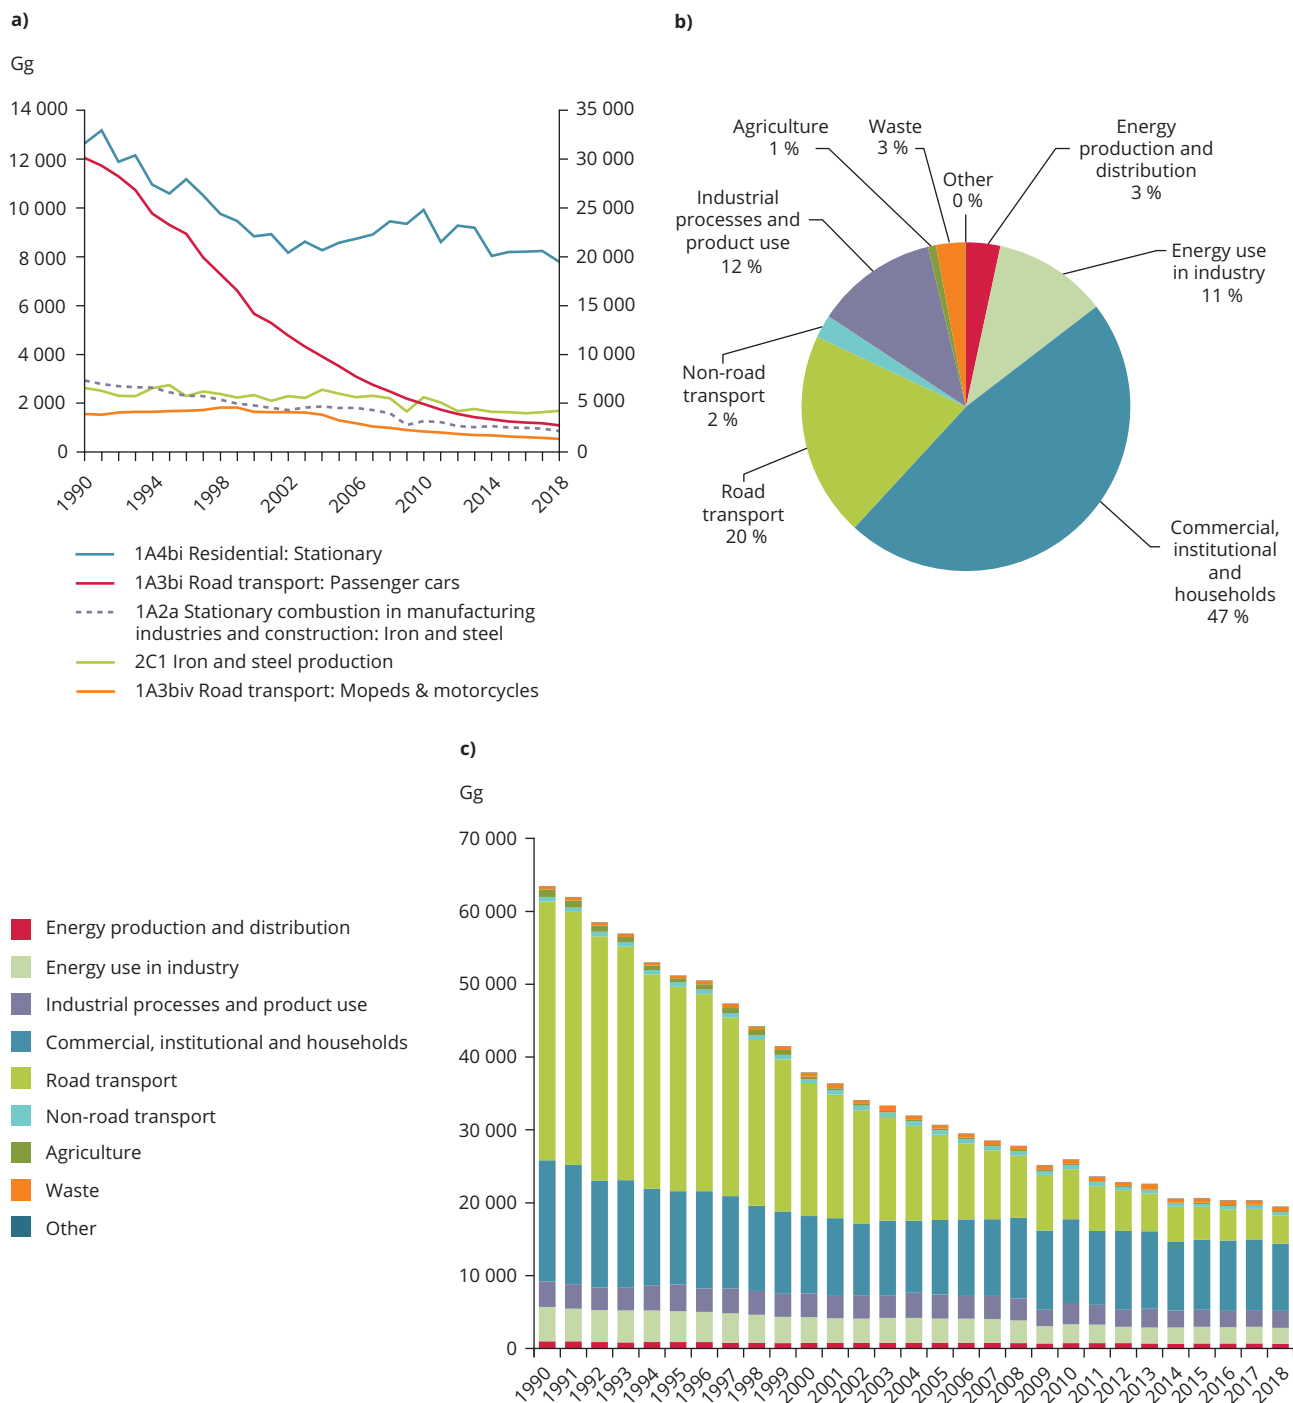 a)
Gg
14 000
12 000
10 000
8 000
6 000
4 000
2 000
0
35 000
30 000
25 000
20 000
15 000
10 000
5 000
0
1990
1994
1998
2002
2006
2010
2014
2018
1A4bi Residential: Stationary
1A3bi Road transport: Passenger cars
1A2a Stationary combustion in manufacturing
industries and construction: Iron and steel
2C1 Iron and steel production
1A3biv Road transport: Mopeds & motorcycles
b)
Agriculture
1 %
Waste
3 %
Other
0 %
Energy
production and
distribution
3 %
Industrial
processes and
product use
12 %
Energy use
in industry
11 %
Non-road
transport
2 %
Road
transport
20 %
Commercial,
institutional
and
households
47 %
c)
Gg
70 000
60 000
50 000
40 000
30 000
20 000
10 000
0
1990
1991
1992
1993
1994
1995
1996
1997
1998
1999
2000
2001
2002
2003
2004
2005
2006
2007
2008
2009
2010
2011
2012
2013
2014
2015
2016
2017
2018
Energy production and distribution
Energy use in industry
Industrial processes and product use
Commercial, institutional and households
Road transport
Non-road transport
Agriculture
Waste
Other